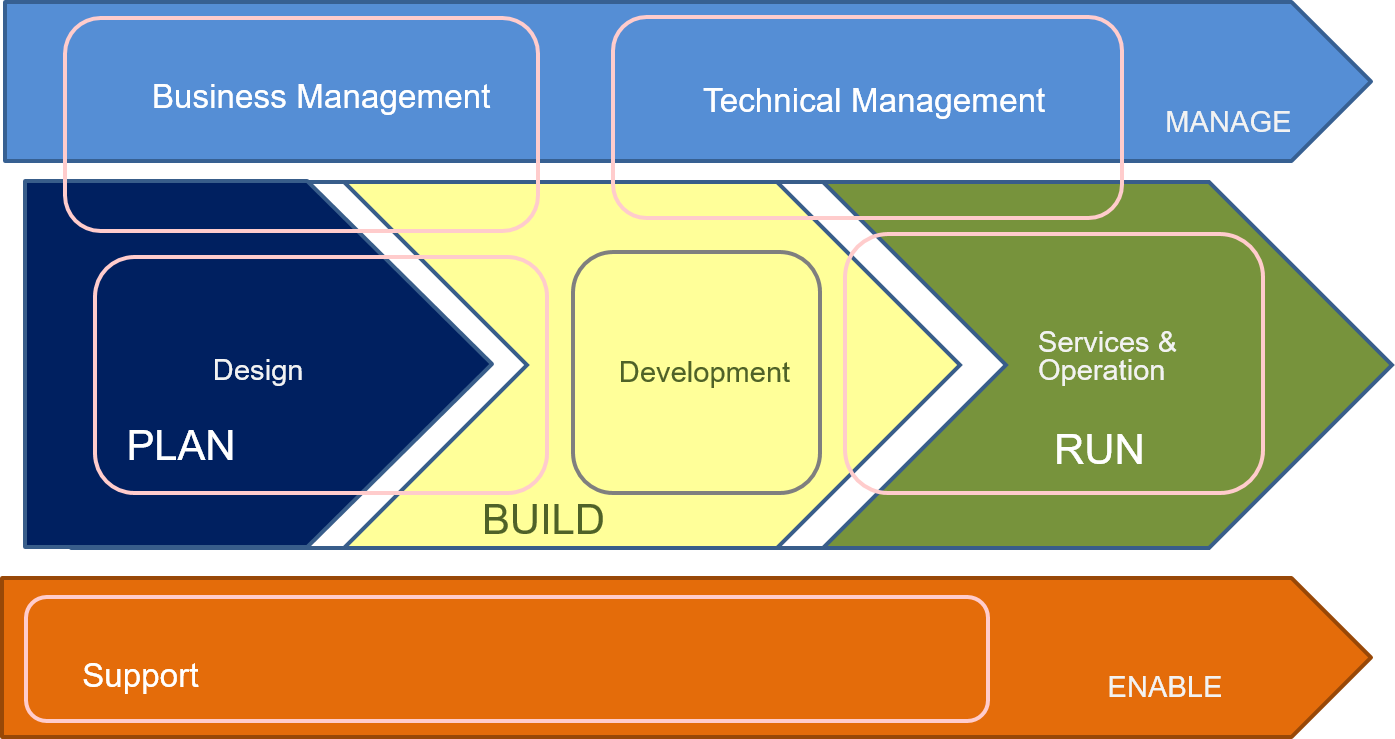 Business Management
Technical Management
MANAGE
Design
PLAN
Development
BUILD
Services &
Operation
RUN
Support
ENABLE